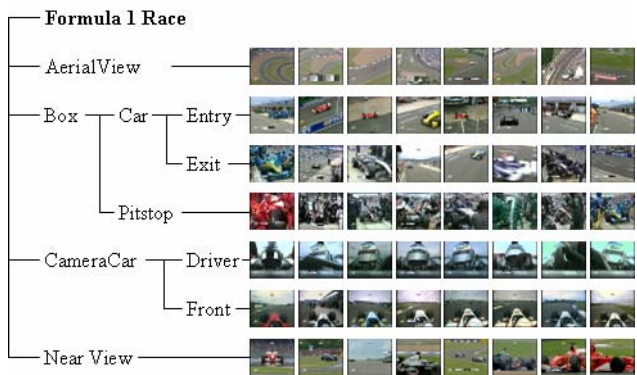 Formula 1 Race
AerialView
Box Car Entry
Exit
Pitstop
CameraCar Driver
Front
Near View